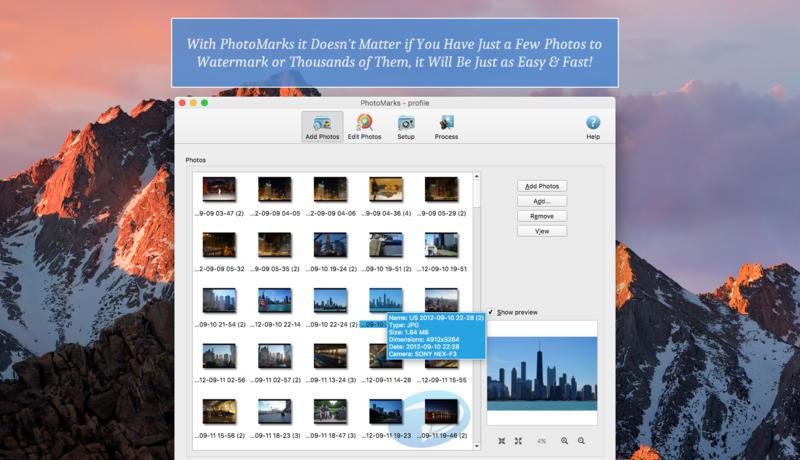 With PhotoMarks it Doesn't Matter if You Have Just a Few Photos to
Watermark or Thousands of Them, it Will Be Just as Easy & Fast!
PhotoMarks - profile
Add Photos Edit Photos Setup Process Help
Photos
...9-09 03-47 (2) ...2-09-09 04-05 ...2-09-09 04-06 ...9-09 04-36 (4) ...9-09 05-29 (2)
...2-09-09 05-32 ...9-09 05-35 (2) ...09-10 19-24 (2) ...09-10 19-51 (2) ...12-09-10 19-51
...09-10 21-54 (2) ...12-09-10 22-14 ...09-10 22-24 (2) ...09-10
...12-09-11 02-56 ...09-11 02-57 (2) ...09-11 13-24 (3) ...12-09-11 14-28 ...12-09-11 15-55
...09-11 15-56 (2) ...09-11 18-23 (3) ...09-11 18-47 (3) ...12-09-11 19-23 ...09-11 19-46 (2)
Name: US 2012-09-10 22-28 (2)
Type: JPG
Size: 1.84 MB
Dimensions: 4912x3264
Date: 2012-09-10 22:28
Camera: SONY NEX-F3
Add Photos
Add...
Remove
View
Show preview
4%